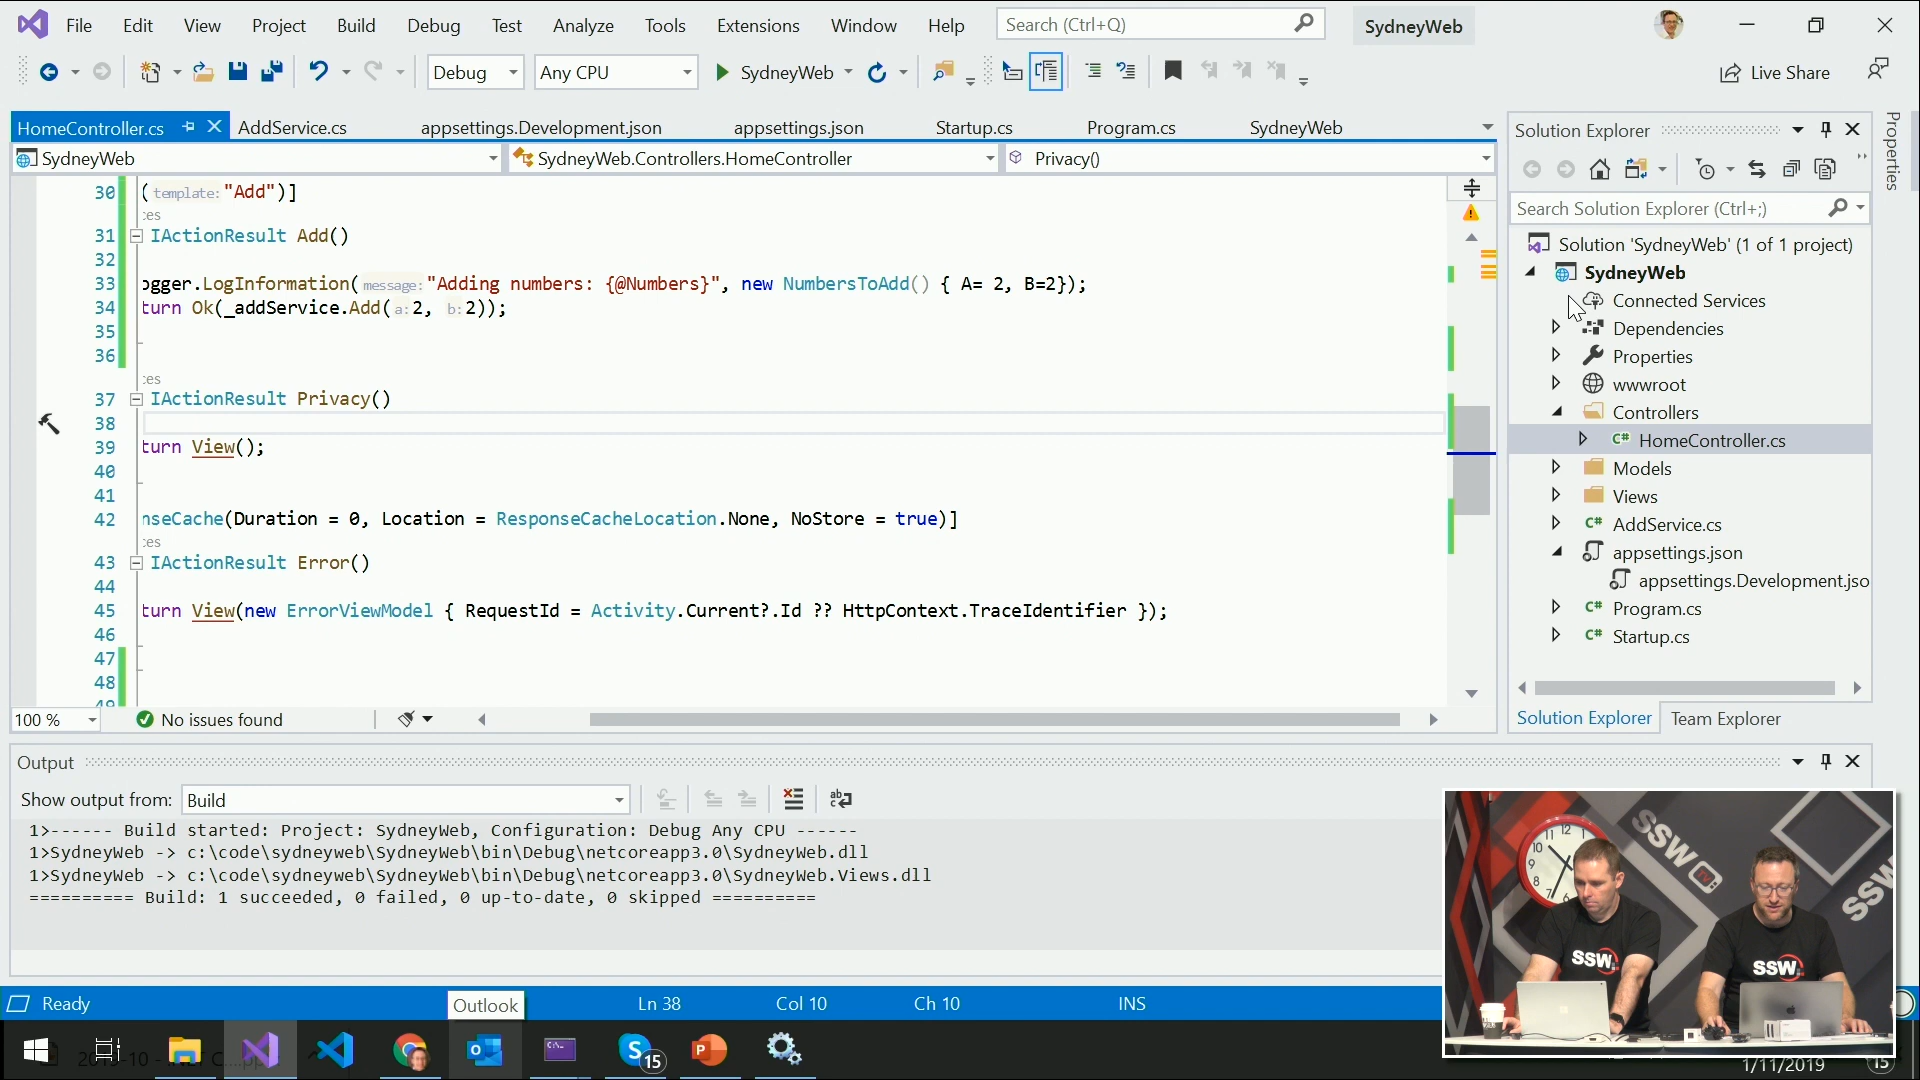 File Edit View Project Build Debug Test Analyze Tools Extensions Window Help Search (Ctrl+Q) SydneyWeb
Debug Any CPU SydneyWeb Live Share
HomeController.cs AddService.cs appsettings.Development.json appsettings.json Startup.cs Program.cs SydneyWeb
SydneyWeb SydneyWeb.Controllers.HomeController Privacy()
30 (template: "Add")]
ces
31 IActionResult Add()
32
33 ogger.LogInformation(message: "Adding numbers: {@Numbers}", new NumbersToAdd() { A= 2, B=2});
34 turn Ok(_addService.Add(a: 2, b: 2));
35
36
ces
37 IActionResult Privacy()
38
39 turn View();
40
41
42 nseCache(Duration = 0, Location = ResponseCacheLocation.None, NoStore = true)]
ces
43 IActionResult Error()
44
45 turn View(new ErrorViewModel { RequestId = Activity.Current?.Id ?? HttpContext.TraceIdentifier });
46
47
48
49
100 % No issues found
Solution Explorer
Properties
Search Solution Explorer (Ctrl+;)
Solution 'SydneyWeb' (1 of 1 project)
SydneyWeb
Connected Services
Dependencies
Properties
wwwroot
Controllers
C# HomeController.cs
Models
Views
C# AddService.cs
appsettings.json
appsettings.Development.jso
C# Program.cs
C# Startup.cs
Solution Explorer Team Explorer
Output
Show output from: Build
1>------ Build started: Project: SydneyWeb, Configuration: Debug Any CPU ------
1>SydneyWeb -> c:\code\sydneyweb\SydneyWeb\bin\Debug\netcoreapp3.0\SydneyWeb.dll
1>SydneyWeb -> c:\code\sydneyweb\SydneyWeb\bin\Debug\netcoreapp3.0\SydneyWeb.Views.dll
========== Build: 1 succeeded, 0 failed, 0 up-to-date, 0 skipped ==========
SSW TV
SSW
SSW
SSW
Ready Outlook Ln 38 Col 10 Ch 10 INS
15
1/11/2019
15